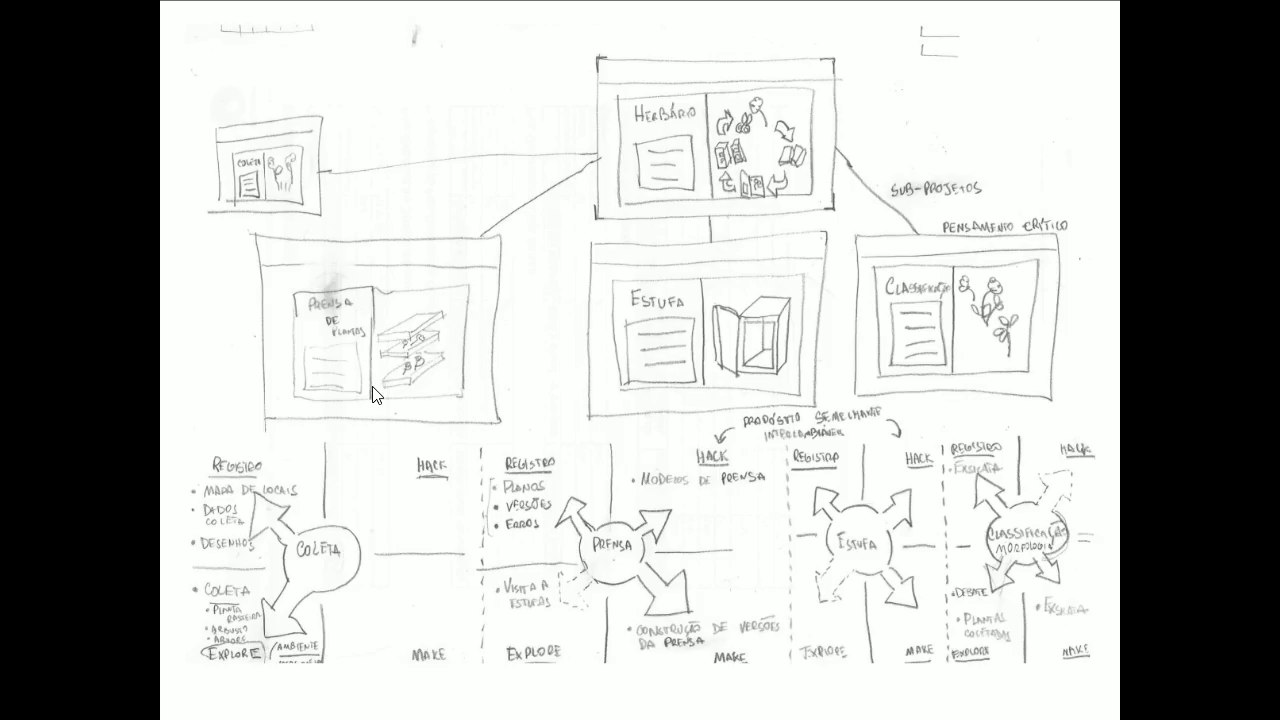 HERBÁRIO
COLETA
SUB-PROJETOS
PENSAMENTO CRÍTICO
PRENSA
DE
PLANTAS
ESTUFA
CLASSIFICAÇÃO
PROPÓSITO SEMELHANTE
INTERCAMBIÁVEL
REGISTRO
• MAPA DE LOCAIS
• DADOS
COLETA
• DESENHOS
HACK
COLETA
• COLETA
• PLANTA
RASTEIRA
• ARBUSTO
• ÁRVORE
EXPLORE
AMBIENTE
MAKE
REGISTRO
• PLANOS
• VERSÕES
• ERROS
HACK
• MODELOS DE PRENSA
PRENSA
• VISITA A
ESTUFAS
• CONSTRUÇÃO DE VERSÕES
DA PRENSA
EXPLORE
MAKE
REGISTRO
HACK
ESTUFA
EXPLORE
MAKE
REGISTRO
• EXSICATA
HACK
CLASSIFICAÇÃO
MORFOLOGIA
• DEBATE
• PLANTAS
COLETADAS
• EXSICATA
EXPLORE
MAKE